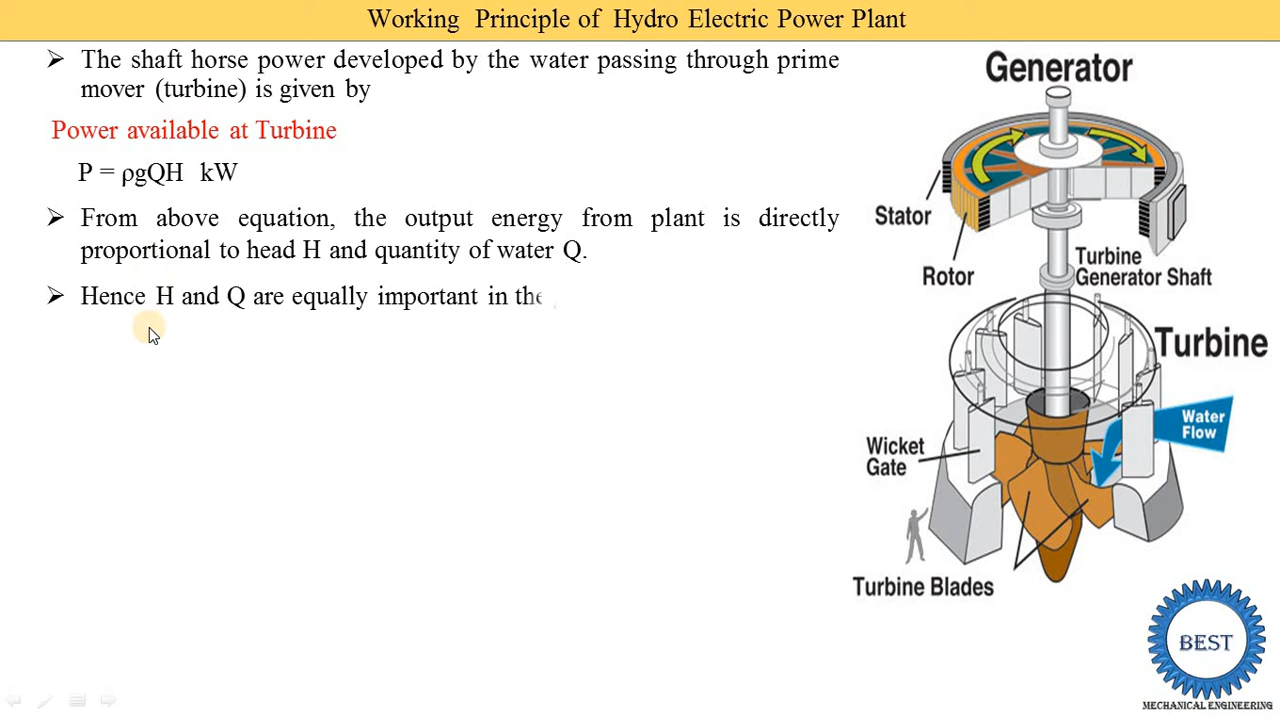 Working Principle of Hydro Electric Power Plant
➢ The shaft horse power developed by the water passing through prime
mover (turbine) is given by
Power available at Turbine
P = ρgQH kW
➢ From above equation, the output energy from plant is directly
proportional to head H and quantity of water Q.
➢ Hence H and Q are equally important in the
Generator
Stator
Rotor
Turbine
Generator Shaft
Turbine
Water
Flow
Wicket
Gate
Turbine Blades
BEST
MECHANICAL ENGINEERING